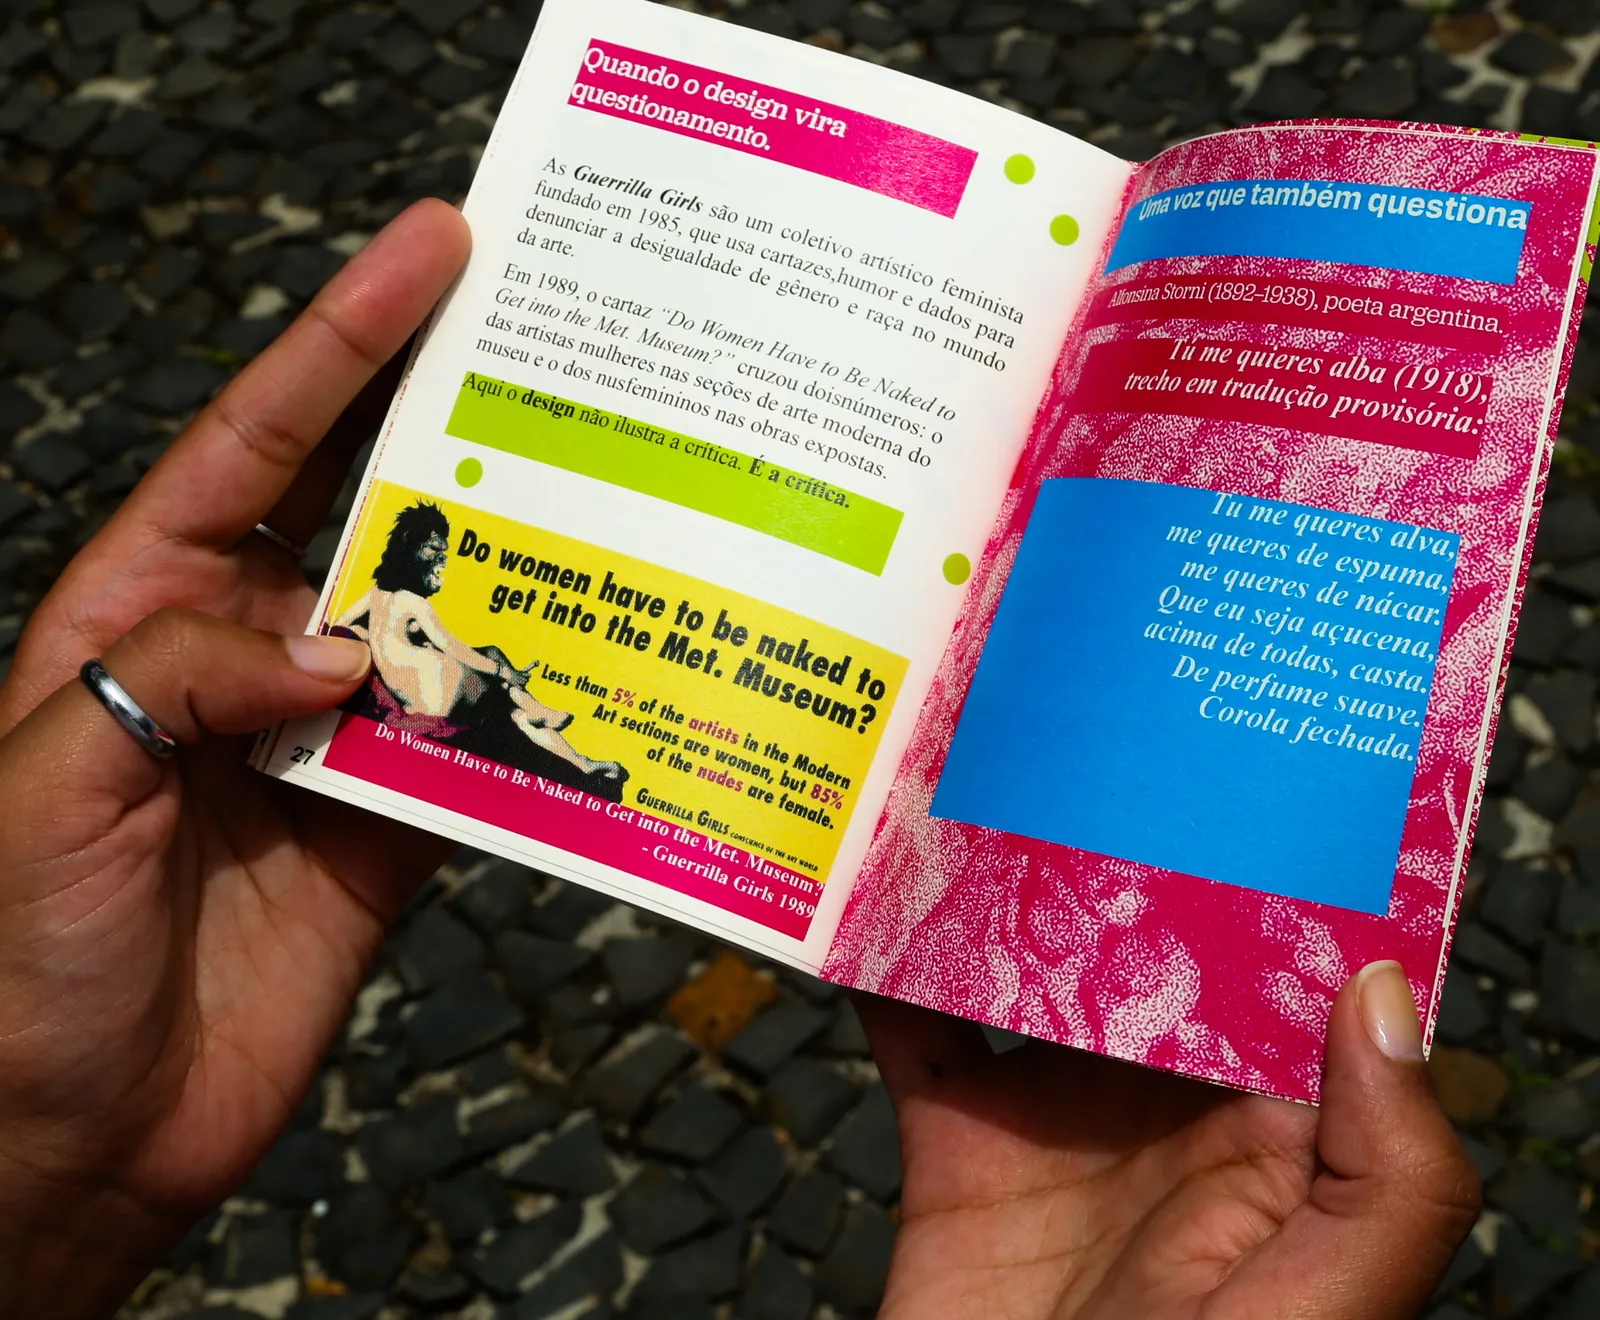 Quando o design vira
questionamento.
As Guerrilla Girls são um coletivo artístico feminista
fundado em 1985, que usa cartazes,humor e dados para
denunciar a desigualdade de gênero e raça no mundo
da arte.
Em 1989, o cartaz “Do Women Have to Be Naked to
Get into the Met. Museum?” cruzou doisnúmeros: o
das artistas mulheres nas seções de arte moderna do
museu e o dos nusfemininos nas obras expostas.
Aqui o design não ilustra a crítica. É a crítica.
Do women have to be naked to
get into the Met. Museum?
Less than 5% of the artists in the Modern
Art sections are women, but 85%
of the nudes are female.
GUERRILLA GIRLS CONSCIENCE OF THE ART WORLD
Do Women Have to Be Naked to Get into the Met. Museum?
- Guerrilla Girls 1989
27
Uma voz que também questiona
Alfonsina Storni (1892–1938), poeta argentina.
Tú me quieres alba (1918),
trecho em tradução provisória:
Tu me queres alva,
me queres de espuma,
me queres de nácar.
Que eu seja açucena,
acima de todas, casta.
De perfume suave.
Corola fechada.